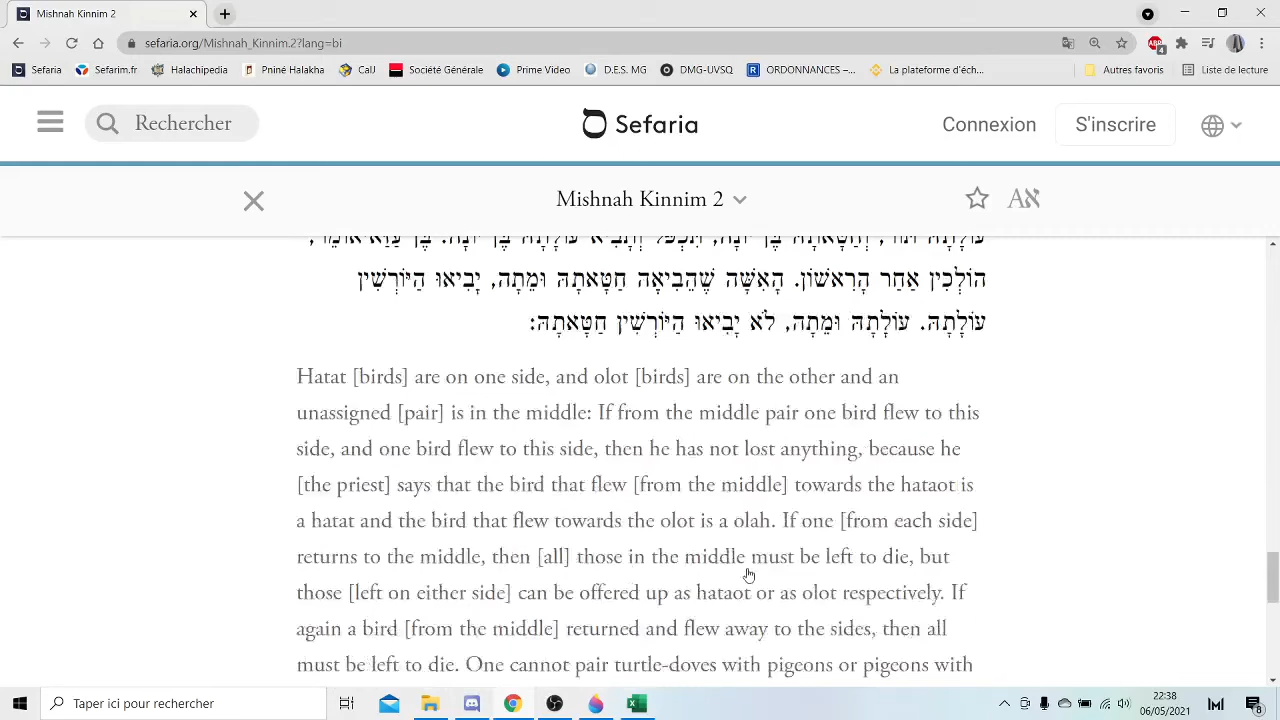 Mishnah Kinnim 2
sefaria.org/Mishnah_Kinnim.2?lang=bi
Sefaria
Sefarim.fr
Halachipedia
Pniné Halakha
CalJ
Société Général...
Prime Video
D.E.S. MG
DMG-UVSQ
ORDONNANCES –...
La plateforme d'éch...
Autres favoris
Liste de lecture
Rechercher
Sefaria
Connexion
S'inscrire
Mishnah Kinnim 2
עוֹלָתָהּ תּוֹר, וְחַטָּאתָהּ בֶּן יוֹנָה, תִּכְפֹּל וְתָבִיא עוֹלָתָהּ בֶּן יוֹנָה. בֶּן עַזַּאי אוֹמֵר,
הוֹלְכִין אַחַר הָרִאשׁוֹן. הָאִשָּׁה שֶׁהֵבִיאָה חַטָּאתָהּ וּמֵתָה, יָבִיאוּ הַיּוֹרְשִׁין
עוֹלָתָהּ. עוֹלָתָהּ וּמֵתָה, לֹא יָבִיאוּ הַיּוֹרְשִׁין חַטָּאתָהּ:
Hatat [birds] are on one side, and olot [birds] are on the other and an
unassigned [pair] is in the middle: If from the middle pair one bird flew to this
side, and one bird flew to this side, then he has not lost anything, because he
[the priest] says that the bird that flew [from the middle] towards the hataot is
a hatat and the bird that flew towards the olot is a olah. If one [from each side]
returns to the middle, then [all] those in the middle must be left to die, but
those [left on either side] can be offered up as hataot or as olot respectively. If
again a bird [from the middle] returned and flew away to the sides, then all
must be left to die. One cannot pair turtle-doves with pigeons or pigeons with
Taper ici pour rechercher
22:38
06/05/2021